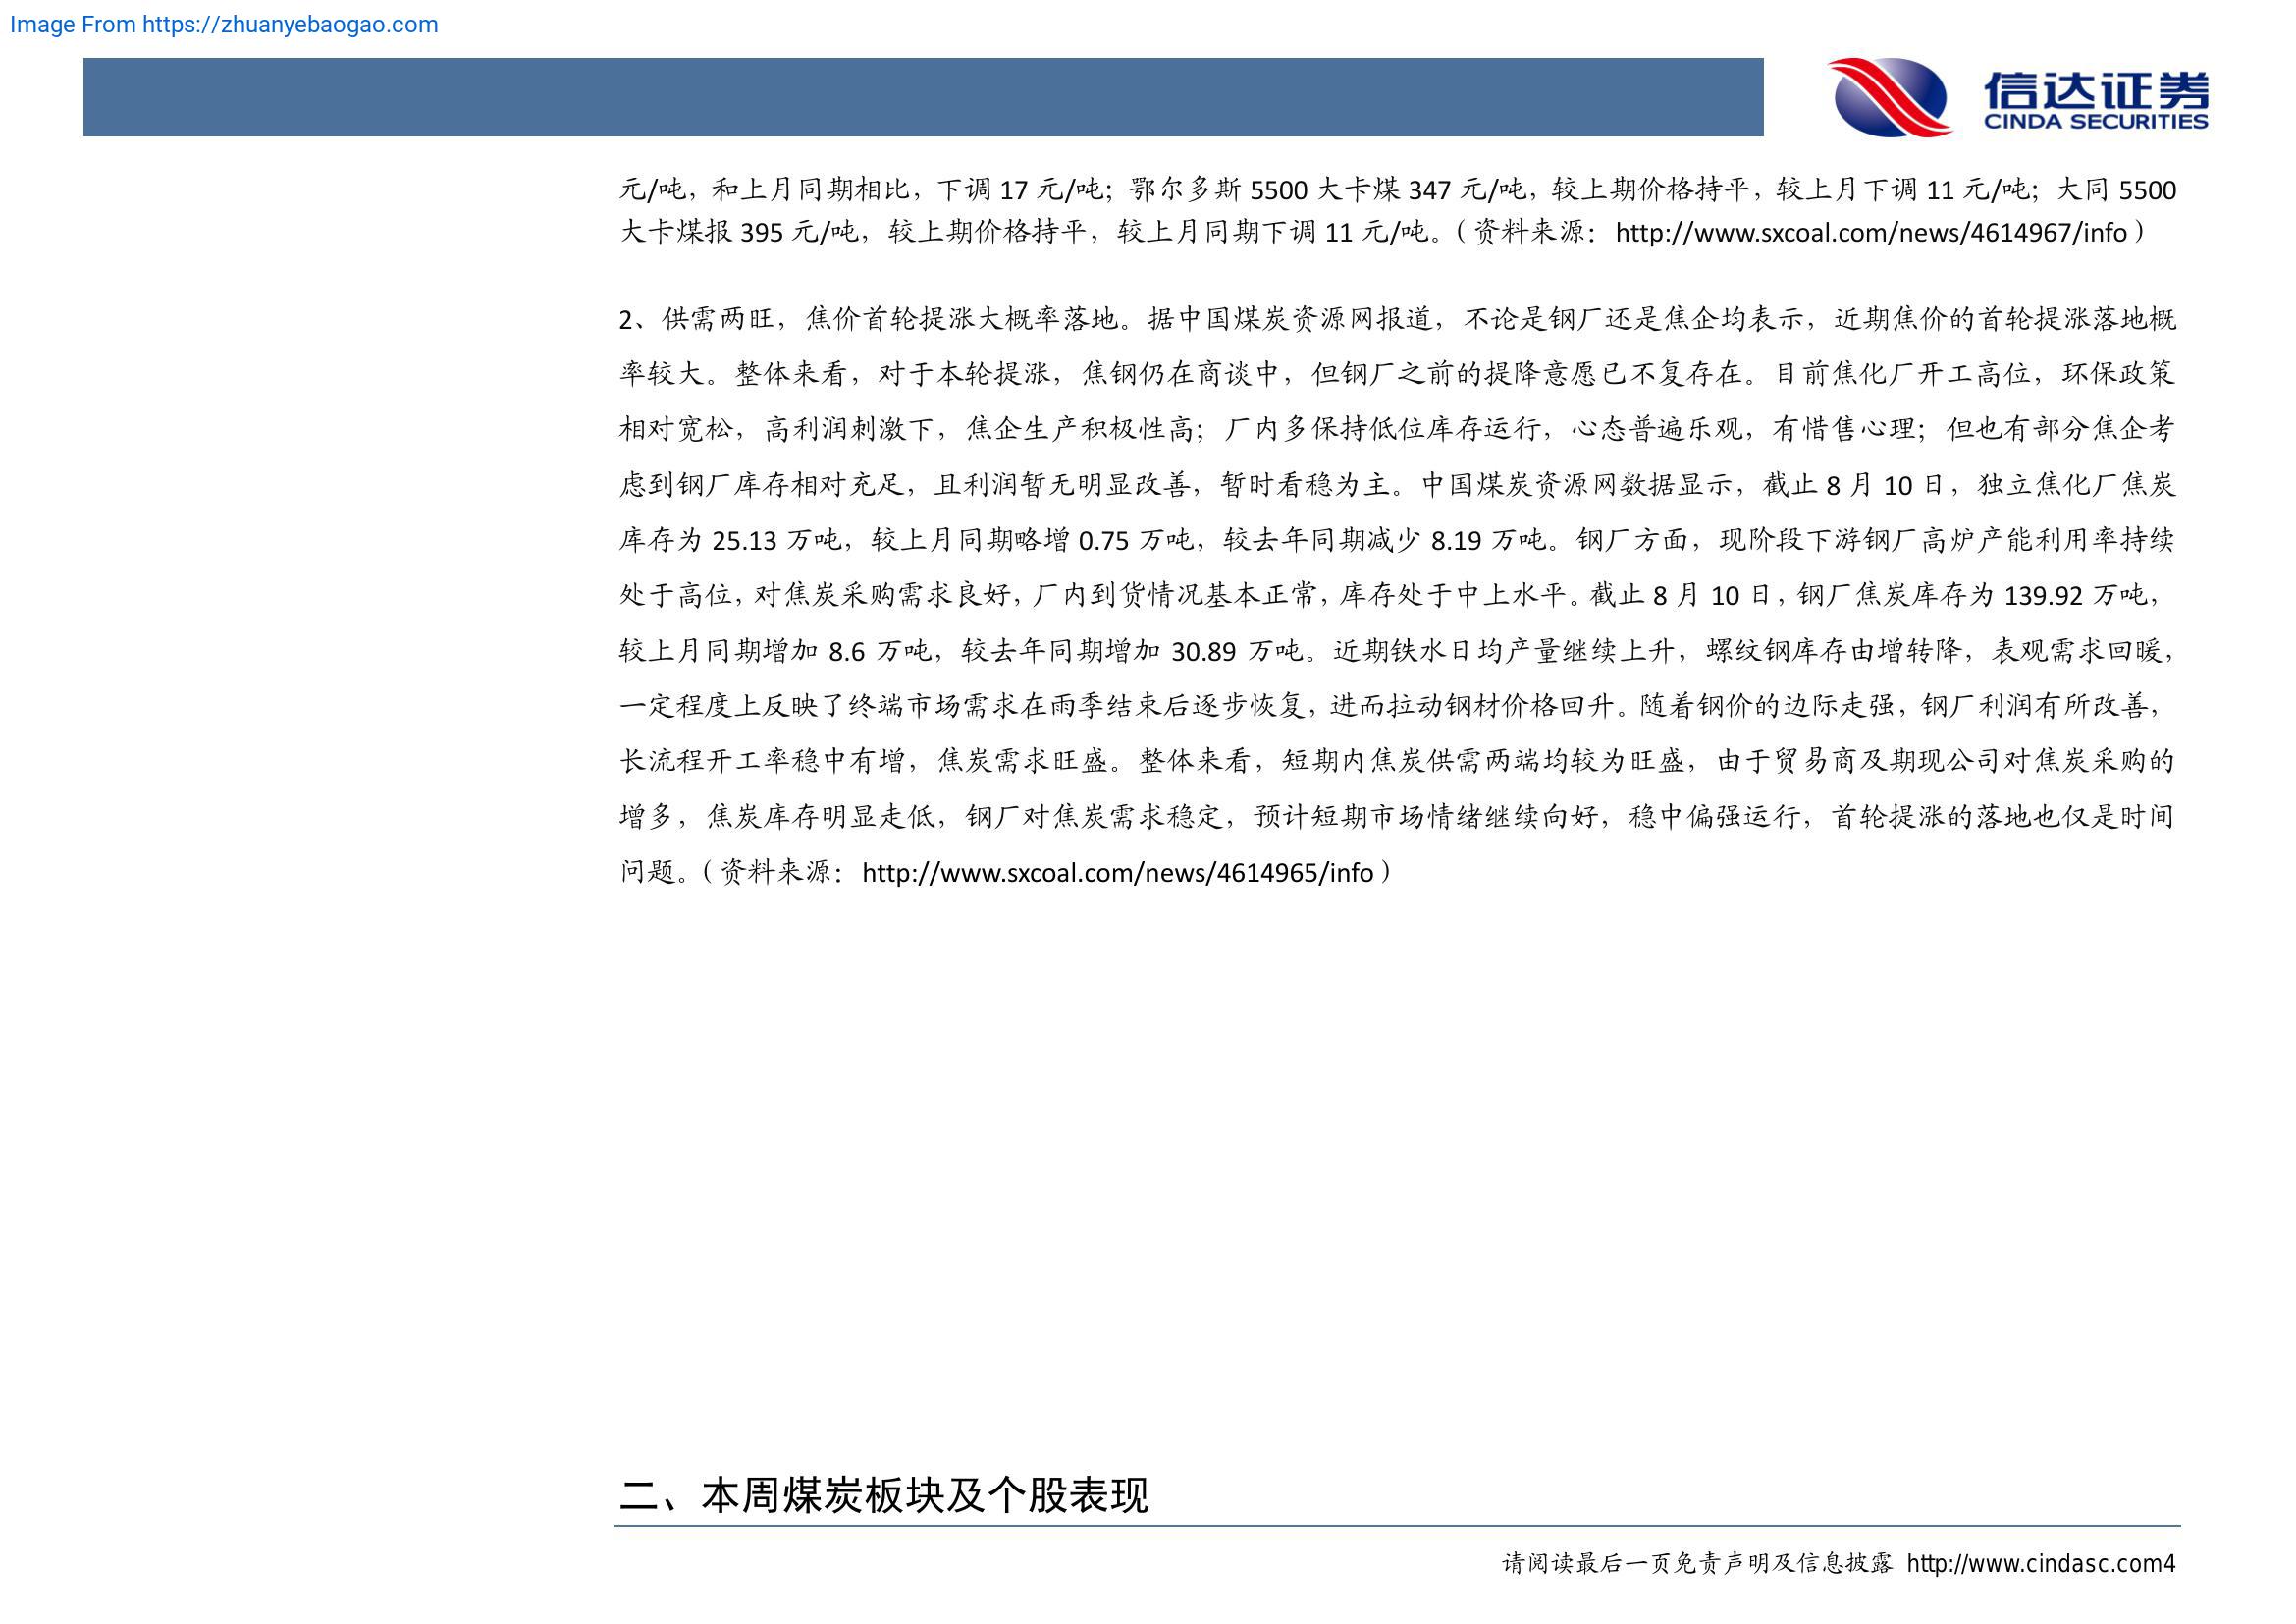 Image From https://zhuanyebaogao.com
信达证券
CINDA SECURITIES
元/吨，和上月同期相比，下调 17 元/吨；鄂尔多斯 5500 大卡煤 347 元/吨，较上期价格持平，较上月下调 11 元/吨；大同 5500
大卡煤报 395 元/吨，较上期价格持平，较上月同期下调 11 元/吨。（资料来源：http://www.sxcoal.com/news/4614967/info）
2、供需两旺，焦价首轮提涨大概率落地。据中国煤炭资源网报道，不论是钢厂还是焦企均表示，近期焦价的首轮提涨落地概
率较大。整体来看，对于本轮提涨，焦钢仍在商谈中，但钢厂之前的提降意愿已不复存在。目前焦化厂开工高位，环保政策
相对宽松，高利润刺激下，焦企生产积极性高；厂内多保持低位库存运行，心态普遍乐观，有惜售心理；但也有部分焦企考
虑到钢厂库存相对充足，且利润暂无明显改善，暂时看稳为主。中国煤炭资源网数据显示，截止 8 月 10 日，独立焦化厂焦炭
库存为 25.13 万吨，较上月同期略增 0.75 万吨，较去年同期减少 8.19 万吨。钢厂方面，现阶段下游钢厂高炉产能利用率持续
处于高位，对焦炭采购需求良好，厂内到货情况基本正常，库存处于中上水平。截止 8 月 10 日，钢厂焦炭库存为 139.92 万吨，
较上月同期增加 8.6 万吨，较去年同期增加 30.89 万吨。近期铁水日均产量继续上升，螺纹钢库存由增转降，表观需求回暖，
一定程度上反映了终端市场需求在雨季结束后逐步恢复，进而拉动钢材价格回升。随着钢价的边际走强，钢厂利润有所改善，
长流程开工率稳中有增，焦炭需求旺盛。整体来看，短期内焦炭供需两端均较为旺盛，由于贸易商及期现公司对焦炭采购的
增多，焦炭库存明显走低，钢厂对焦炭需求稳定，预计短期市场情绪继续向好，稳中偏强运行，首轮提涨的落地也仅是时间
问题。（资料来源：http://www.sxcoal.com/news/4614965/info）
二、本周煤炭板块及个股表现
请阅读最后一页免责声明及信息披露 http://www.cindasc.com4